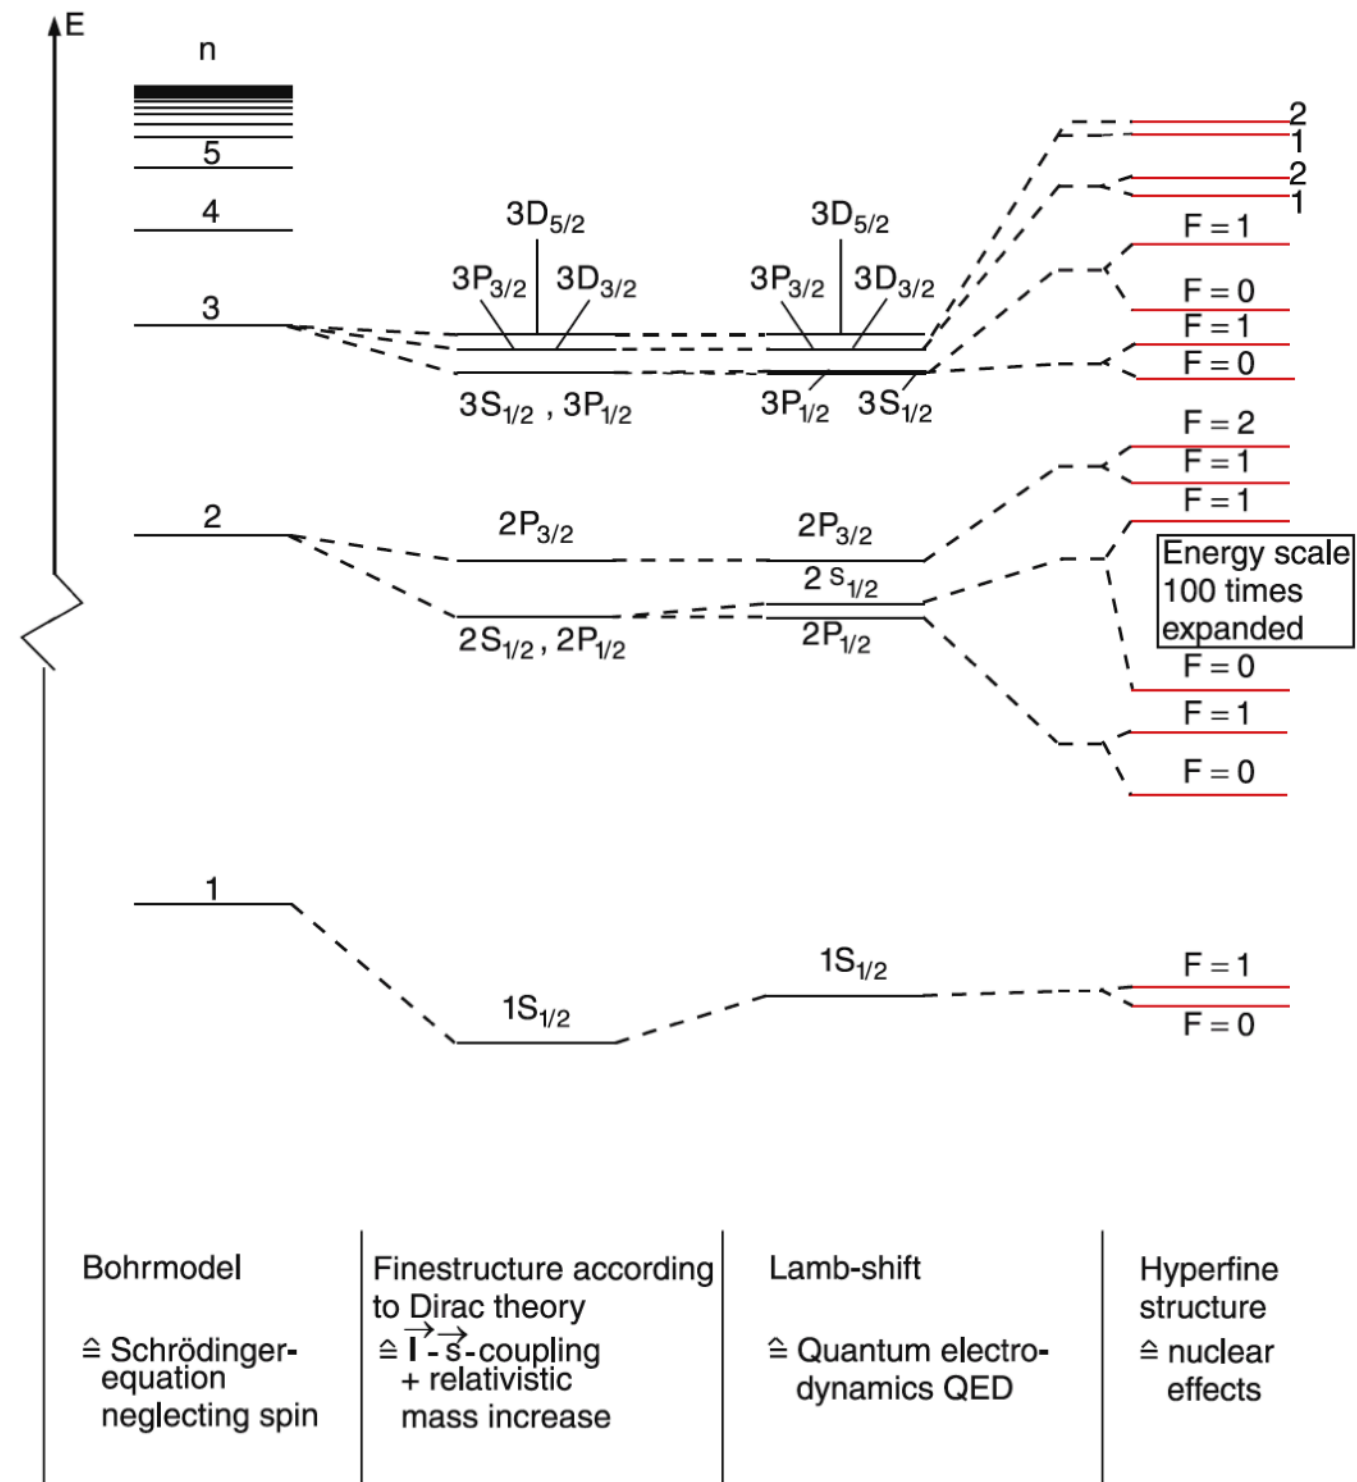 E
n
5
4
3
2
1
3D5/2
3P3/2 3D3/2
3S1/2 , 3P1/2
2P3/2
2S1/2 , 2P1/2
1S1/2
3D5/2
3P3/2 3D3/2
3P1/2 3S1/2
2P3/2
2 s1/2
2P1/2
1S1/2
2
1
2
1
F = 1
F = 0
F = 1
F = 0
F = 2
F = 1
F = 1
Energy scale
100 times
expanded
F = 0
F = 1
F = 0
F = 1
F = 0
Bohrmodel
≙ Schrödinger-
equation
neglecting spin
Finestructure according
to Dirac theory
≙ l⃗ - s⃗ -coupling
+ relativistic
mass increase
Lamb-shift
≙ Quantum electro-
dynamics QED
Hyperfine
structure
≙ nuclear
effects